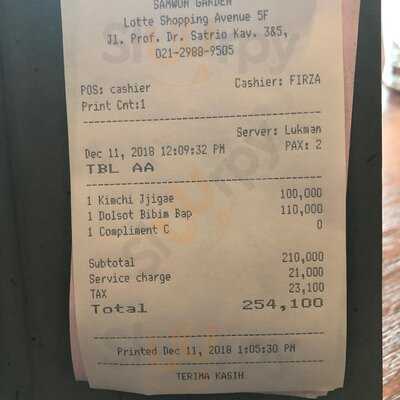 SAMWON GARDEN
Lotte Shopping Avenue 5F
Jl. Prof. Dr. Satrio Kav. 3&5,
021-2988-9505
POS: cashier Cashier: FIRZA
Print Cnt:1
Server: Lukman
Dec 11, 2018 12:09:32 PM PAX: 2
TBL AA
1 Kimchi Jjigae 100,000
1 Dolsot Bibim Bap 110,000
1 Compliment C 0
Subtotal 210,000
Service charge 21,000
TAX 23,100
Total 254,100
Printed Dec 11, 2018 1:05:30 PM
TERIMA KASIH